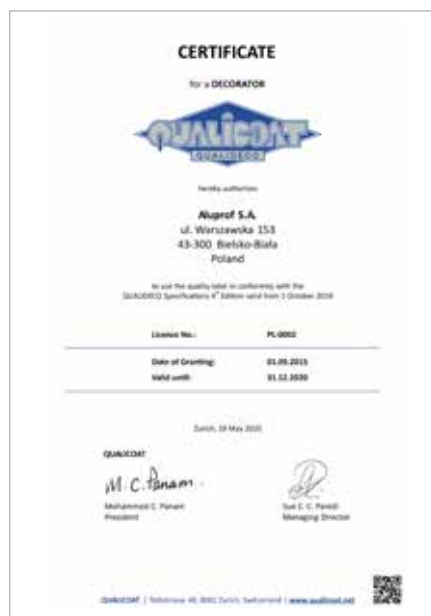 CERTIFICATE
for a DECORATOR
QUALICOAT
QUALIDECO
hereby authorizes
Aluprof S.A.
ul. Warszawska 153
43-300 Bielsko-Biała
Poland
to use the quality label in conformity with the
QUALIDECO Specifications 4th Edition valid from 1 October
Licence No.: PL-0002
Date of Granting: 01.09.2015
Valid until: 31.12.2020
Zurich, 19 May 2020
QUALICOAT
M. C. Panam
Mohammed C. Panam
President
Sue C. C.
Managing Director
QUALICOAT | 8002 Zurich, Switzerland | www.qualicoat.net